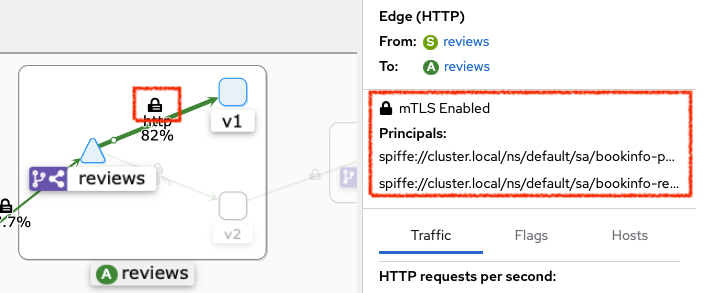 http
82%
v1
reviews
v2
7.7%
A reviews
Edge (HTTP)
From: S reviews
To: A reviews
mTLS Enabled
Principals:
spiffe://cluster.local/ns/default/sa/bookinfo-p...
spiffe://cluster.local/ns/default/sa/bookinfo-re...
Traffic Flags Hosts
HTTP requests per second: